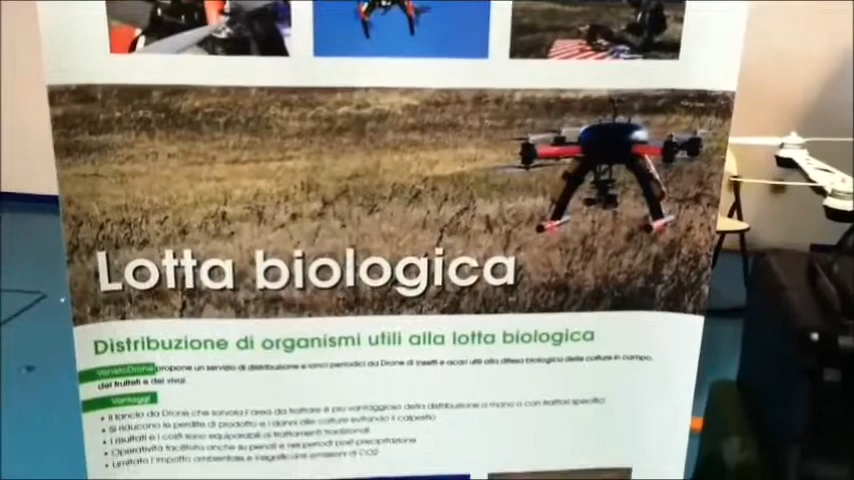 Lotta biologica
Distribuzione di organismi utili alla lotta biologica
VenetoDrone propone un servizio di distribuzione e lanci periodici da Drone di insetti e acari utili alla difesa biologica delle colture in campo,
dei frutteti e dei vivai.
Vantaggi
• Il lancio da Drone che sorvola l'area da trattare è più vantaggioso della distribuzione a mano o con trattori specifici
• Si riducono le perdite di prodotto e i danni alle colture evitando il calpestio
• I risultati e i costi sono equiparabili ai trattamenti tradizionali
• Operatività facilitata anche su pendii e nei periodi post precipitazioni
• Limitato l'impatto ambientale e insignificanti emissioni di CO2